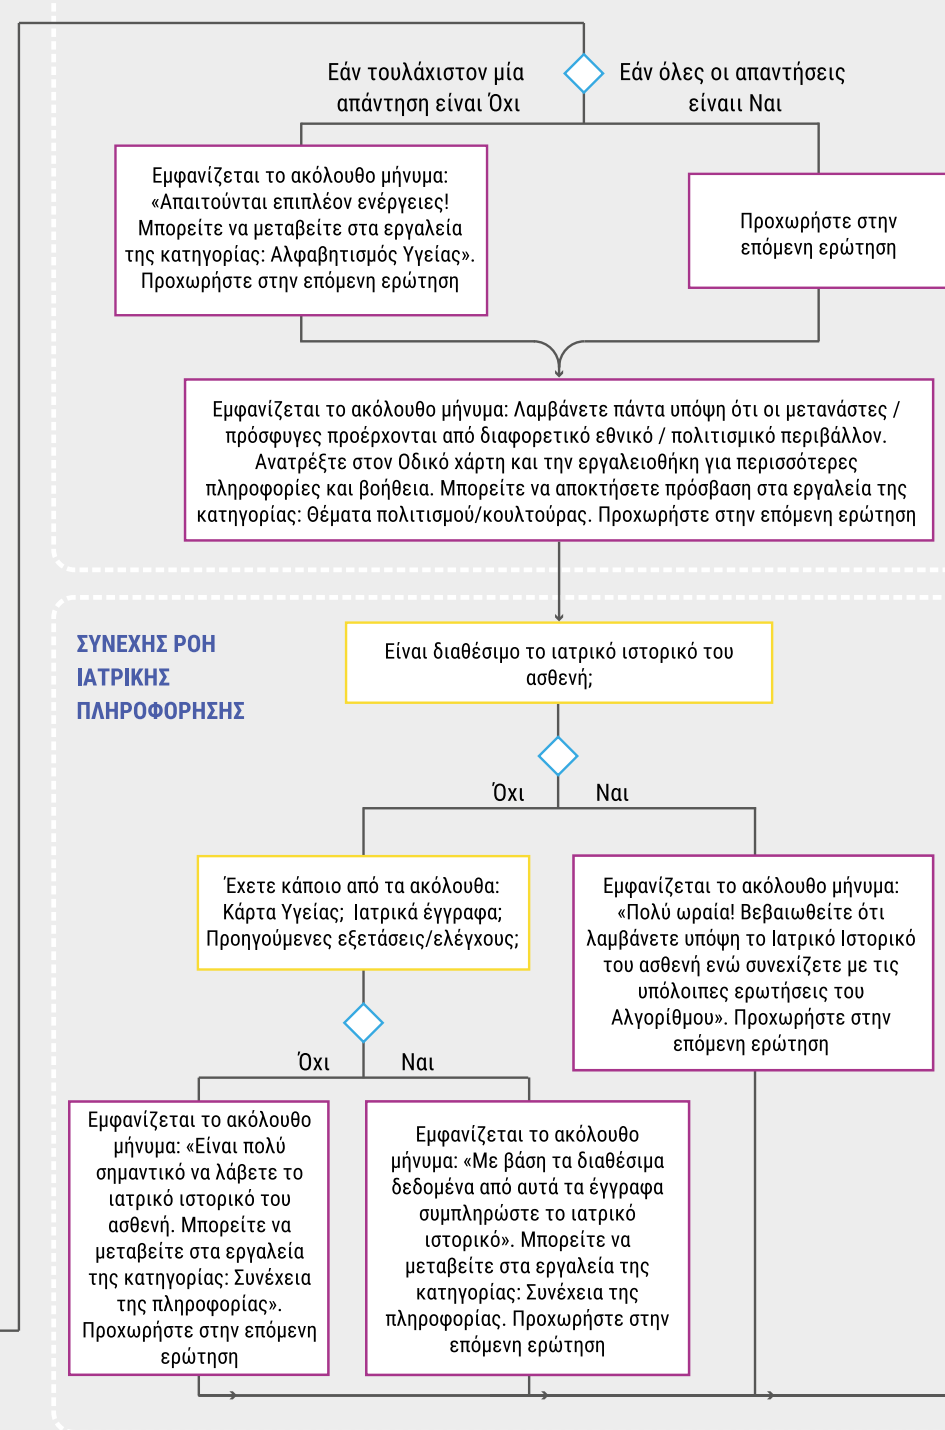 Εάν τουλάχιστον μία
απάντηση είναι Όχι
Εάν όλες οι απαντήσεις
είναιι Ναι
Εμφανίζεται το ακόλουθο μήνυμα:
«Απαιτούνται επιπλέον ενέργειες!
Μπορείτε να μεταβείτε στα εργαλεία
της κατηγορίας: Αλφαβητισμός Υγείας».
Προχωρήστε στην επόμενη ερώτηση
Προχωρήστε στην
επόμενη ερώτηση
Εμφανίζεται το ακόλουθο μήνυμα: Λαμβάνετε πάντα υπόψη ότι οι μετανάστες /
πρόσφυγες προέρχονται από διαφορετικό εθνικό / πολιτισμικό περιβάλλον.
Ανατρέξτε στον Οδικό χάρτη και την εργαλειοθήκη για περισσότερες
πληροφορίες και βοήθεια. Μπορείτε να αποκτήσετε πρόσβαση στα εργαλεία της
κατηγορίας: Θέματα πολιτισμού/κουλτούρας. Προχωρήστε στην επόμενη ερώτηση
ΣΥΝΕΧΗΣ ΡΟΗ
ΙΑΤΡΙΚΗΣ
ΠΛΗΡΟΦΟΡΗΣΗΣ
Είναι διαθέσιμο το ιατρικό ιστορικό του
ασθενή;
Όχι
Ναι
Έχετε κάποιο από τα ακόλουθα:
Κάρτα Υγείας; Ιατρικά έγγραφα;
Προηγούμενες εξετάσεις/ελέγχους;
Εμφανίζεται το ακόλουθο μήνυμα:
«Πολύ ωραία! Βεβαιωθείτε ότι
λαμβάνετε υπόψη το Ιατρικό Ιστορικό
του ασθενή ενώ συνεχίζετε με τις
υπόλοιπες ερωτήσεις του
Αλγορίθμου». Προχωρήστε στην
επόμενη ερώτηση
Όχι
Ναι
Εμφανίζεται το ακόλουθο
μήνυμα: «Είναι πολύ
σημαντικό να λάβετε το
ιατρικό ιστορικό του
ασθενή. Μπορείτε να
μεταβείτε στα εργαλεία
της κατηγορίας: Συνέχεια
της πληροφορίας».
Προχωρήστε στην επόμενη
ερώτηση
Εμφανίζεται το ακόλουθο
μήνυμα: «Με βάση τα διαθέσιμα
δεδομένα από αυτά τα έγγραφα
συμπληρώστε το ιατρικό
ιστορικό». Μπορείτε να
μεταβείτε στα εργαλεία της
κατηγορίας: Συνέχεια της
πληροφορίας. Προχωρήστε στην
επόμενη ερώτηση